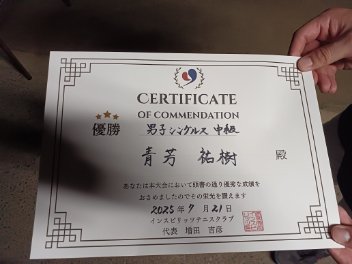 CERTIFICATE
OF COMMENDATION
優勝 男子シングルス 中級
青芳 祐樹 殿
あなたは本大会において頭書の通り優秀な成績を
おさめましたのでその栄光を讃えます
2025年9月21日
インスピリッツテニスクラブ
代表 増田 吉彦